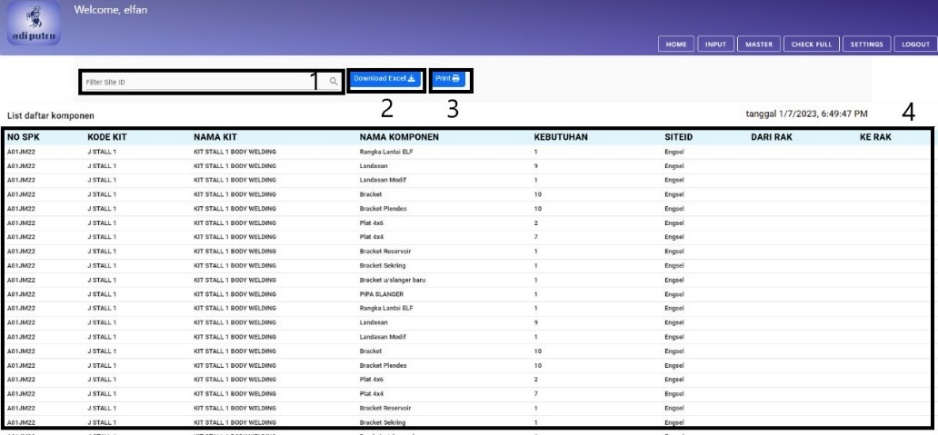 Welcome, elfan
adiputro
HOME INPUT MASTER CHECK FULL SETTINGS LOGOUT
Filter Site ID 1 Download Excel Print
2 3
List daftar komponen tanggal 1/7/2023, 6:49:47 PM 4
NO SPK KODE KIT NAMA KIT NAMA KOMPONEN KEBUTUHAN SITEID DARI RAK KE RAK
A01JM22 J STALL 1 KIT STALL 1 BODY WELDING Rangka Lantai ELF 1 Engsel
A01JM22 J STALL 1 KIT STALL 1 BODY WELDING Landasan 9 Engsel
A01JM22 J STALL 1 KIT STALL 1 BODY WELDING Landasan Modif 1 Engsel
A01JM22 J STALL 1 KIT STALL 1 BODY WELDING Bracket 10 Engsel
A01JM22 J STALL 1 KIT STALL 1 BODY WELDING Bracket Plendes 10 Engsel
A01JM22 J STALL 1 KIT STALL 1 BODY WELDING Plat 4x6 2 Engsel
A01JM22 J STALL 1 KIT STALL 1 BODY WELDING Plat 4x4 7 Engsel
A01JM22 J STALL 1 KIT STALL 1 BODY WELDING Bracket Reservoir 1 Engsel
A01JM22 J STALL 1 KIT STALL 1 BODY WELDING Bracket Sekring 1 Engsel
A01JM22 J STALL 1 KIT STALL 1 BODY WELDING Bracket u/slanger baru 1 Engsel
A01JM22 J STALL 1 KIT STALL 1 BODY WELDING PIPA SLANGER 1 Engsel
A01JM22 J STALL 1 KIT STALL 1 BODY WELDING Rangka Lantai ELF 1 Engsel
A01JM22 J STALL 1 KIT STALL 1 BODY WELDING Landasan 9 Engsel
A01JM22 J STALL 1 KIT STALL 1 BODY WELDING Landasan Modif 1 Engsel
A01JM22 J STALL 1 KIT STALL 1 BODY WELDING Bracket 10 Engsel
A01JM22 J STALL 1 KIT STALL 1 BODY WELDING Bracket Plendes 10 Engsel
A01JM22 J STALL 1 KIT STALL 1 BODY WELDING Plat 4x6 2 Engsel
A01JM22 J STALL 1 KIT STALL 1 BODY WELDING Plat 4x4 7 Engsel
A01JM22 J STALL 1 KIT STALL 1 BODY WELDING Bracket Reservoir 1 Engsel
A01JM22 J STALL 1 KIT STALL 1 BODY WELDING Bracket Sekring 1 Engsel